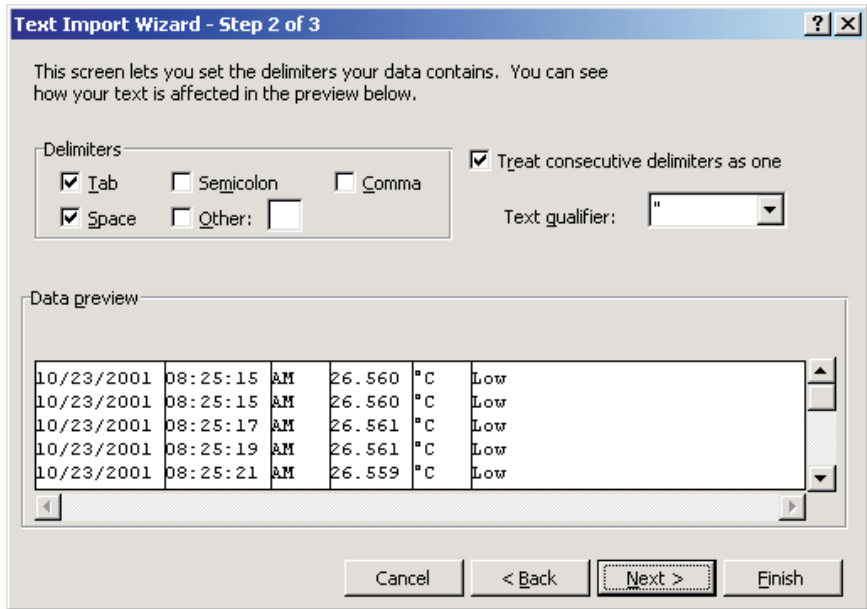 Text Import Wizard - Step 2 of 3
This screen lets you set the delimiters your data contains. You can see
how your text is affected in the preview below.
Delimiters
Tab
Semicolon
Comma
Space
Other:
Treat consecutive delimiters as one
Text qualifier: "
Data preview
10/23/2001 08:25:15 AM 26.560 °C Low
10/23/2001 08:25:15 AM 26.560 °C Low
10/23/2001 08:25:17 AM 26.561 °C Low
10/23/2001 08:25:19 AM 26.561 °C Low
10/23/2001 08:25:21 AM 26.559 °C Low
Cancel
< Back
Next >
Finish